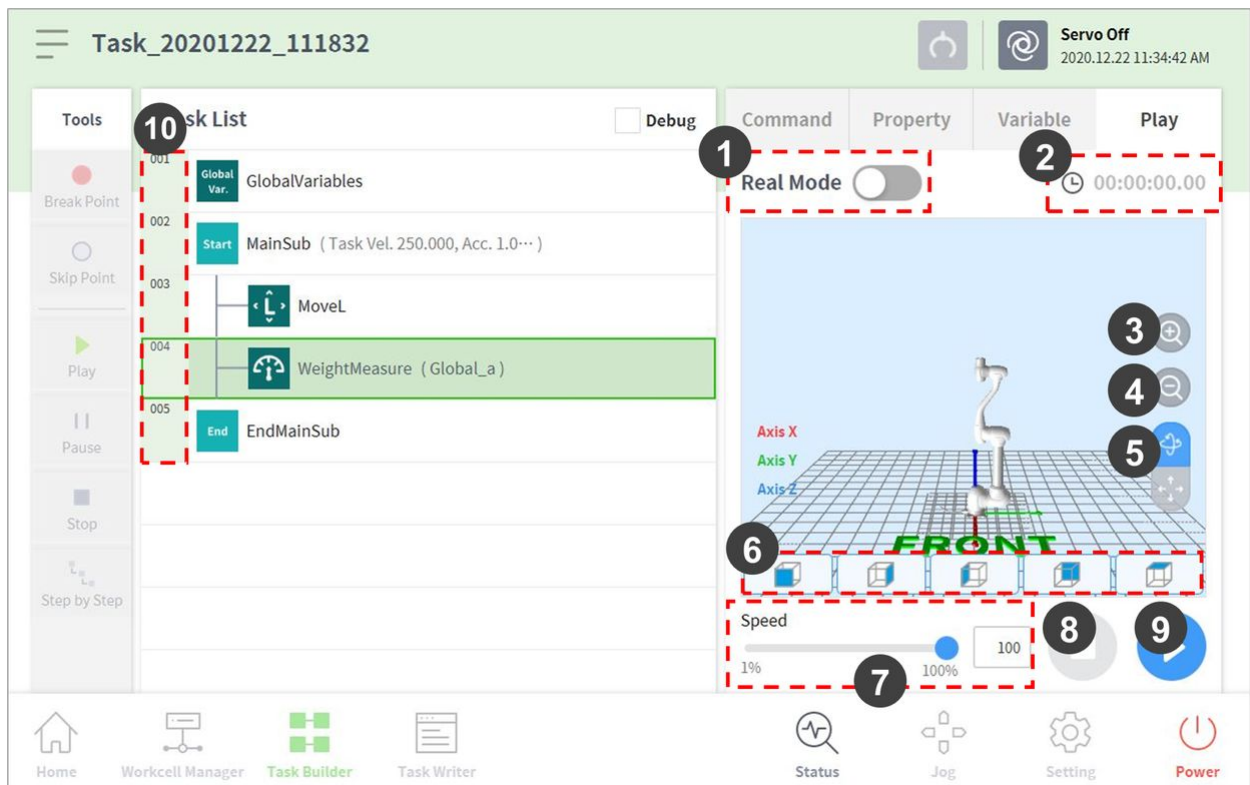 Task_20201222_111832
Servo Off
2020.12.22 11:34:42 AM
Tools
10
sk List
Debug
Command
Property
Variable
Play
Break Point
Skip Point
Play
Pause
Stop
Step by Step
001
Global Var.
GlobalVariables
002
Start
MainSub ( Task Vel. 250.000, Acc. 1.0··· )
003
L
MoveL
004
WeightMeasure ( Global_a )
005
End
EndMainSub
1
Real Mode
2
00:00:00.00
3
4
5
Axis X
Axis Y
Axis Z
FRONT
6
Speed
1%
100%
100
7
8
9
Home
Workcell Manager
Task Builder
Task Writer
Status
Jog
Setting
Power